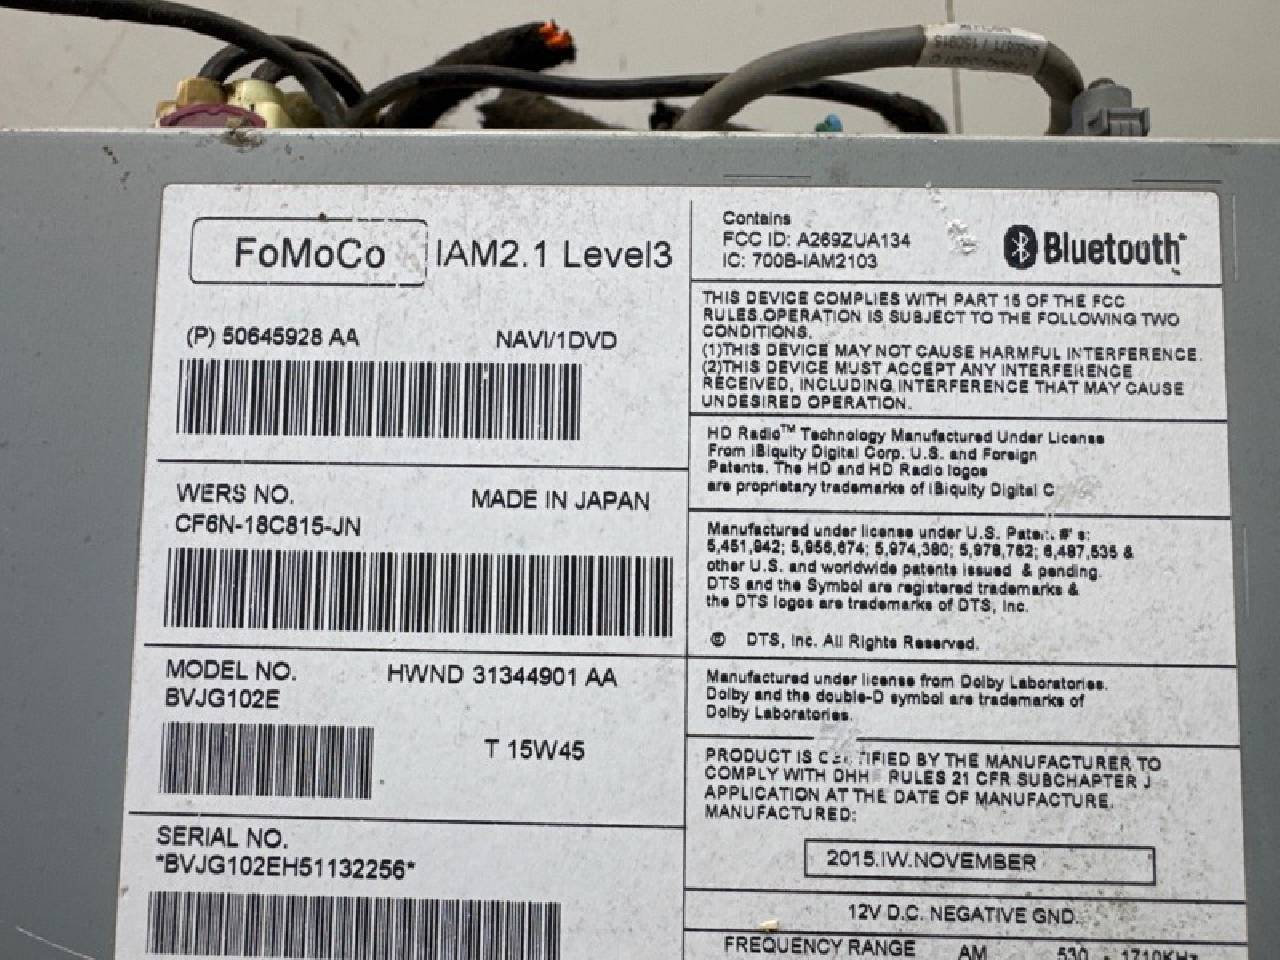 FoMoCo IAM2.1 Level3
(P) 50645928 AA NAVI/1DVD
WERS NO. MADE IN JAPAN
CF6N-18C815-JN
MODEL NO. HWND 31344901 AA
BVJG102E
T 15W45
SERIAL NO.
*BVJG102EH51132256*
Contains
FCC ID: A269ZUA134
IC: 700B-IAM2103
Bluetooth
THIS DEVICE COMPLIES WITH PART 15 OF THE FCC
RULES.OPERATION IS SUBJECT TO THE FOLLOWING TWO
CONDITIONS.
(1)THIS DEVICE MAY NOT CAUSE HARMFUL INTERFERENCE.
(2)THIS DEVICE MUST ACCEPT ANY INTERFERENCE
RECEIVED, INCLUDING INTERFERENCE THAT MAY CAUSE
UNDESIRED OPERATION.
HD Radio™ Technology Manufactured Under License
From iBiquity Digital Corp. U.S. and Foreign
Patents. The HD and HD Radio logos
are proprietary trademarks of iBiquity Digital C
Manufactured under license under U.S. Patent #'s:
5,451,942; 5,956,674; 5,974,380; 5,978,762; 6,487,535 &
other U.S. and worldwide patents issued & pending.
DTS and the Symbol are registered trademarks &
the DTS logos are trademarks of DTS, Inc.
© DTS, Inc. All Rights Reserved.
Manufactured under license from Dolby Laboratories.
Dolby and the double-D symbol are trademarks of
Dolby Laboratories.
PRODUCT IS CERTIFIED BY THE MANUFACTURER TO
COMPLY WITH DHH RULES 21 CFR SUBCHAPTER J
APPLICATION AT THE DATE OF MANUFACTURE.
MANUFACTURED:
2015.IW.NOVEMBER
12V D.C. NEGATIVE GND.
FREQUENCY RANGE AM 530 - 1710KHz